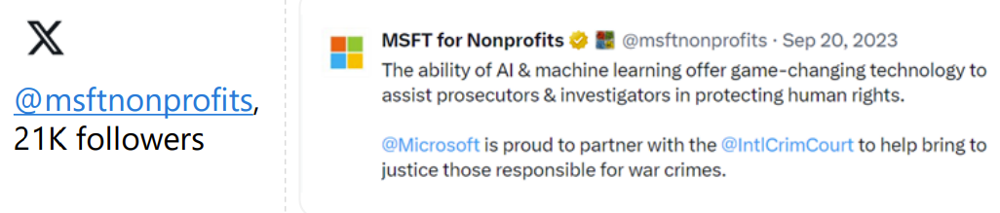 @msftnonprofits,
21K followers
MSFT for Nonprofits @msftnonprofits · Sep 20, 2023
The ability of AI & machine learning offer game-changing technology to
assist prosecutors & investigators in protecting human rights.
@Microsoft is proud to partner with the @IntlCrimCourt to help bring to
justice those responsible for war crimes.